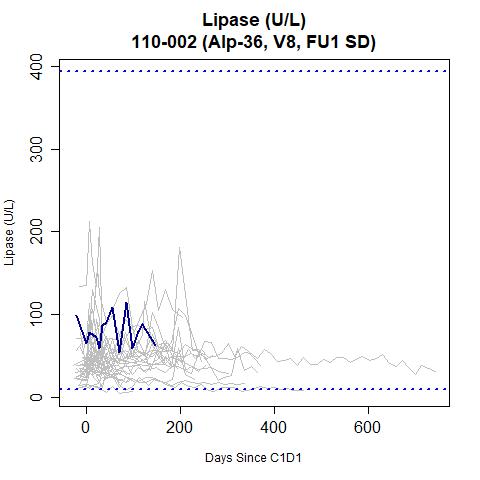 Lipase (U/L)
110-002 (Alp-36, V8, FU1 SD)
Lipase (U/L)
400
300
200
100
0
0 200 400 600
Days Since C1D1